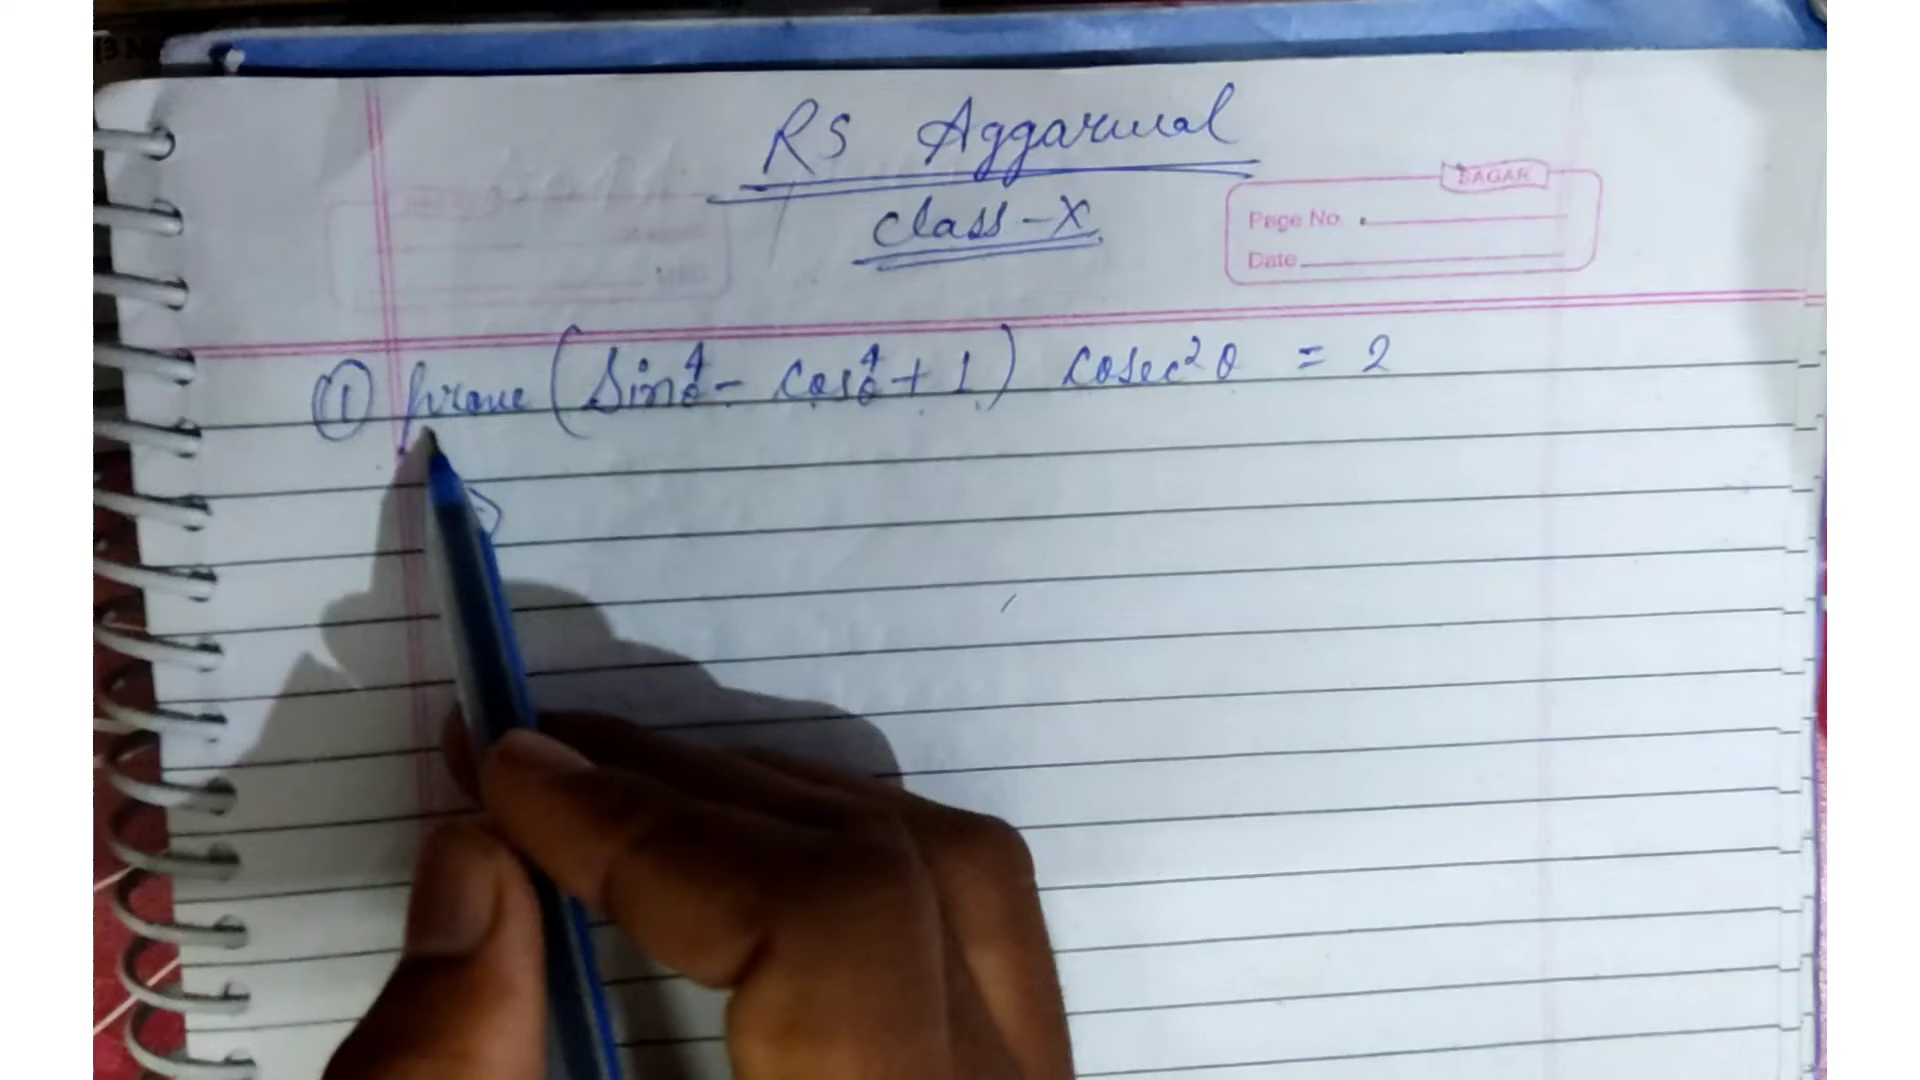 RS Aggarwal
class-X
SAGAR
Page No.
Date
① prove (Sin⁴θ - cos⁴θ + 1) cosec²θ = 2